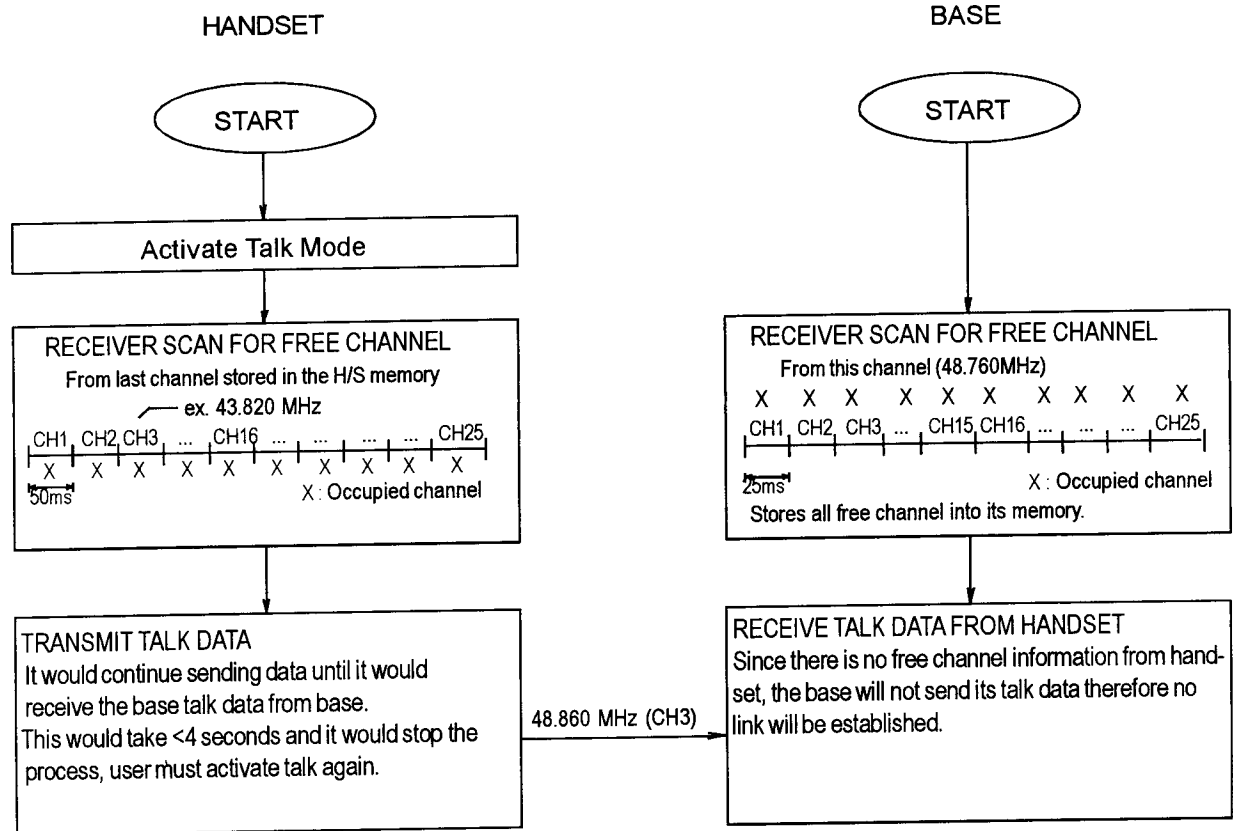 HANDSET
START
Activate Talk Mode
RECEIVER SCAN FOR FREE CHANNEL
From last channel stored in the H/S memory
ex. 43.820 MHz
CH1 CH2 CH3 ... CH16 ... ... ... ... CH25
X X X X X X X X X X
50ms
X : Occupied channel
TRANSMIT TALK DATA
It would continue sending data until it would
receive the base talk data from base.
This would take <4 seconds and it would stop the
process, user must activate talk again.
48.860 MHz (CH3)
BASE
START
RECEIVER SCAN FOR FREE CHANNEL
From this channel (48.760MHz)
X X X X X X X X X X
CH1 CH2 CH3 ... CH15 CH16 ... ... ... CH25
25ms
X : Occupied channel
Stores all free channel into its memory.
RECEIVE TALK DATA FROM HANDSET
Since there is no free channel information from hand-
set, the base will not send its talk data therefore no
link will be established.